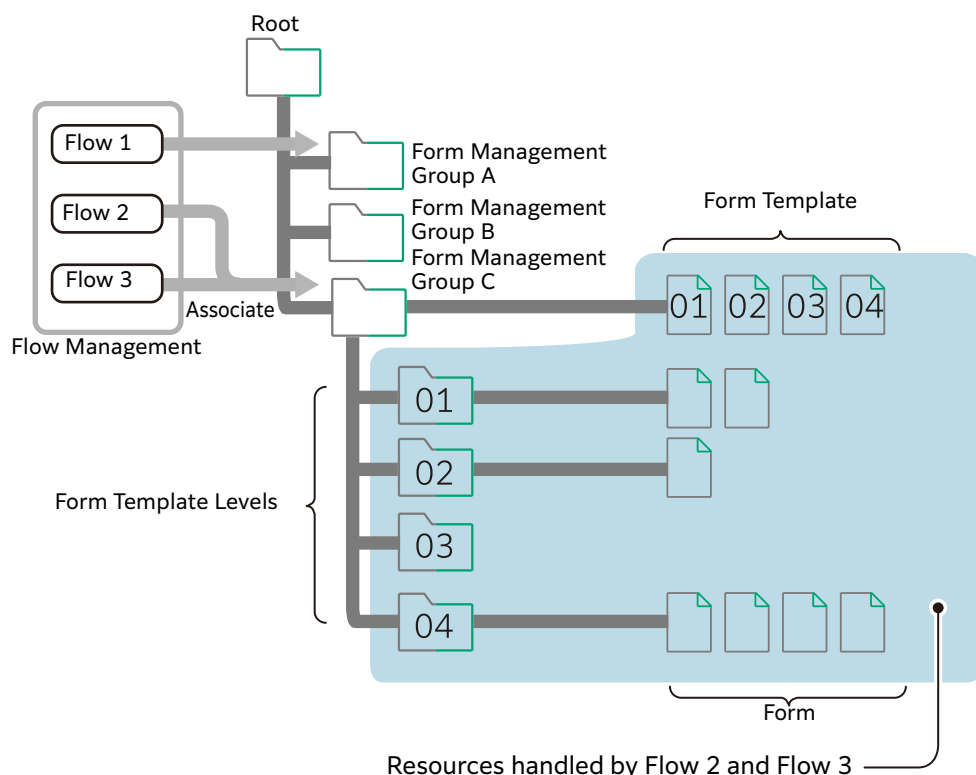 Root
Flow 1
Flow 2
Flow 3
Associate
Flow Management
Form Management
Group A
Form Management
Group B
Form Management
Group C
Form Template
01 02 03 04
Form Template Levels
01
02
03
04
Form
Resources handled by Flow 2 and Flow 3